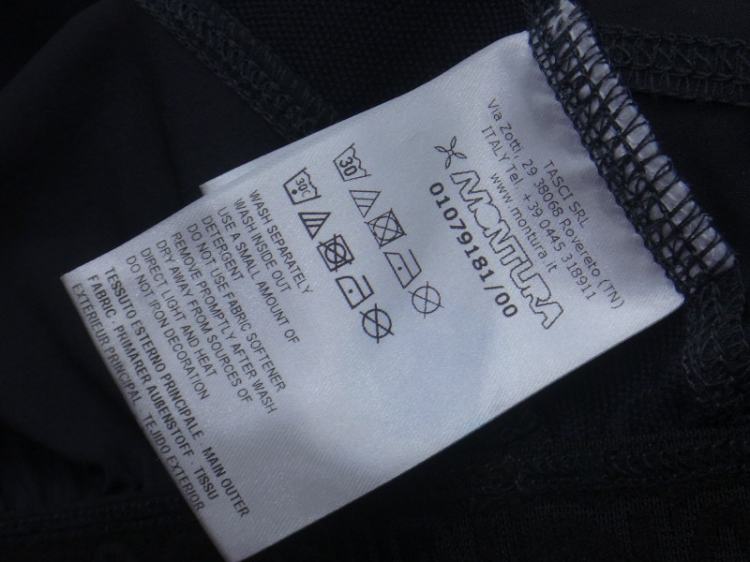 TASCI SRL
Via Zotti, 29 38068 Rovereto (TN)
ITALY Tel. +39 0445 318911
www.montura.it
MONTURA
01079181/00
30
30C
WASH SEPARATELY
WASH INSIDE OUT
USE A SMALL AMOUNT OF
DETERGENT
DO NOT USE FABRIC SOFTENER
REMOVE PROMPTLY AFTER WASH
DRY AWAY FROM SOURCES OF
DIRECT LIGHT AND HEAT
DO NOT IRON DECORATION
TESSUTO ESTERNO PRINCIPALE · MAIN OUTER
FABRIC · PRIMARER AUßENSTOFF · TISSU
EXTÉRIEUR PRINCIPAL · TEJIDO EXTERIOR